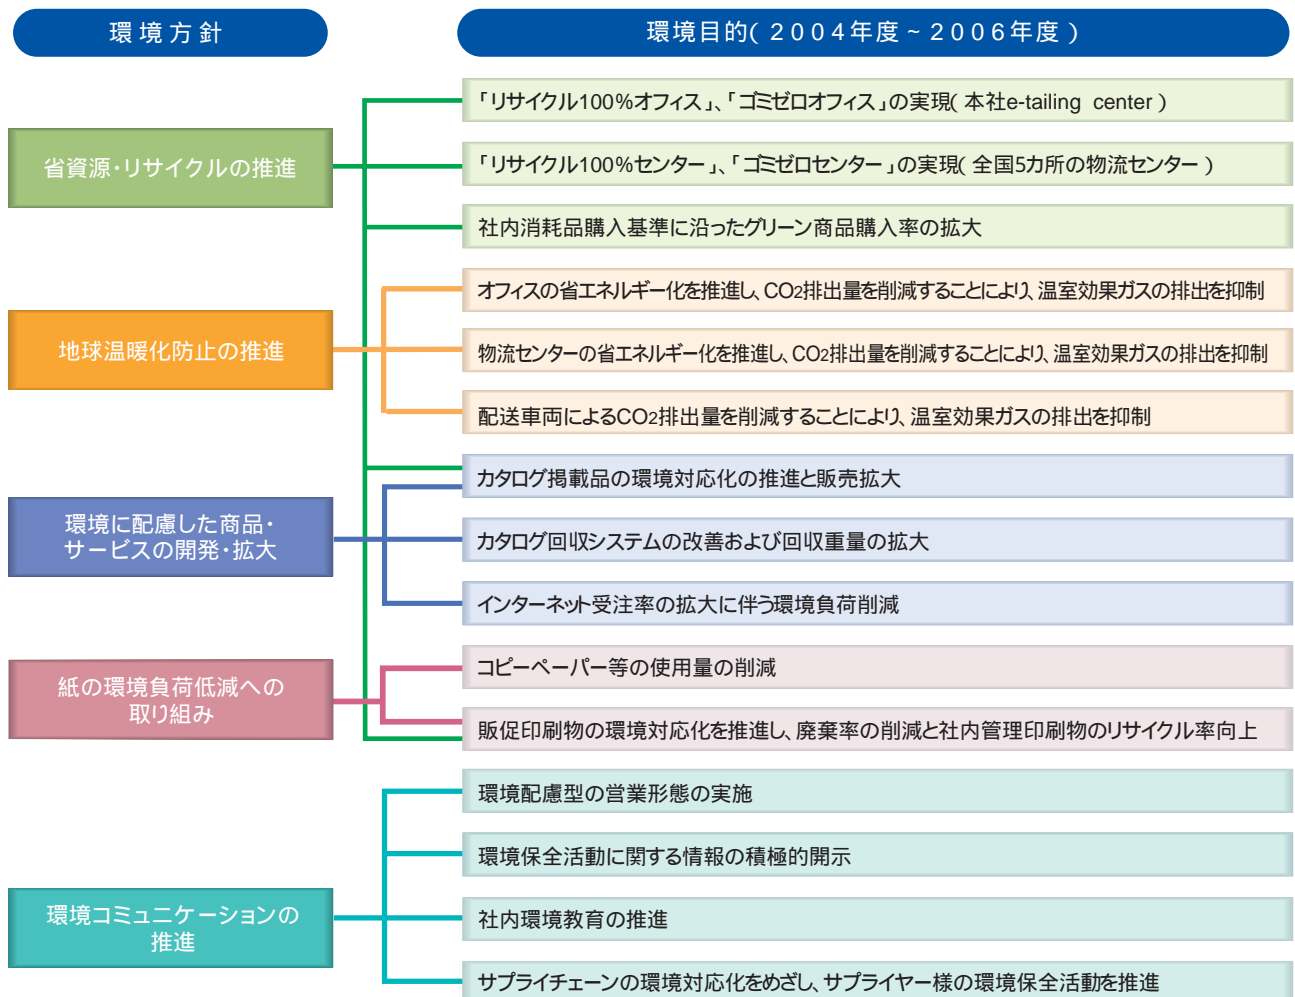 環境方針
環境目的(2004年度~2006年度)
省資源・リサイクルの推進
「リサイクル100%オフィス」、「ゴミゼロオフィス」の実現(本社e-tailing center)
「リサイクル100%センター」、「ゴミゼロセンター」の実現(全国5カ所の物流センター)
社内消耗品購入基準に沿ったグリーン商品購入率の拡大
地球温暖化防止の推進
オフィスの省エネルギー化を推進し、CO2排出量を削減することにより、温室効果ガスの排出を抑制
物流センターの省エネルギー化を推進し、CO2排出量を削減することにより、温室効果ガスの排出を抑制
配送車両によるCO2排出量を削減することにより、温室効果ガスの排出を抑制
環境に配慮した商品・
サービスの開発・拡大
カタログ掲載品の環境対応化の推進と販売拡大
カタログ回収システムの改善および回収重量の拡大
インターネット受注率の拡大に伴う環境負荷削減
紙の環境負荷低減への
取り組み
コピーペーパー等の使用量の削減
販促印刷物の環境対応化を推進し、廃棄率の削減と社内管理印刷物のリサイクル率向上
環境コミュニケーションの
推進
環境配慮型の営業形態の実施
環境保全活動に関する情報の積極的開示
社内環境教育の推進
サプライチェーンの環境対応化をめざし、サプライヤー様の環境保全活動を推進